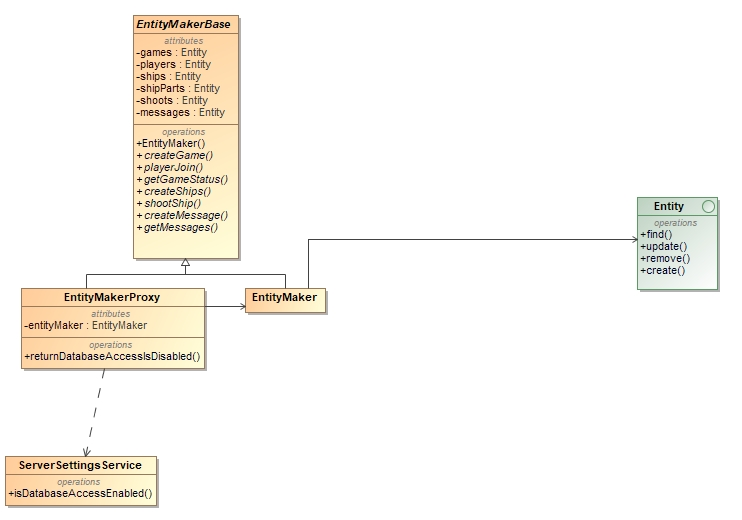 EntityMakerBase
attributes
-games : Entity
-players : Entity
-ships : Entity
-shipParts : Entity
-shoots : Entity
-messages : Entity
operations
+EntityMaker()
+createGame()
+playerJoin()
+getGameStatus()
+createShips()
+shootShip()
+createMessage()
+getMessages()
Entity
operations
+find()
+update()
+remove()
+create()
EntityMakerProxy
attributes
-entityMaker : EntityMaker
operations
+returnDatabaseAccessIsDisabled()
EntityMaker
ServerSettingsService
operations
+isDatabaseAccessEnabled()